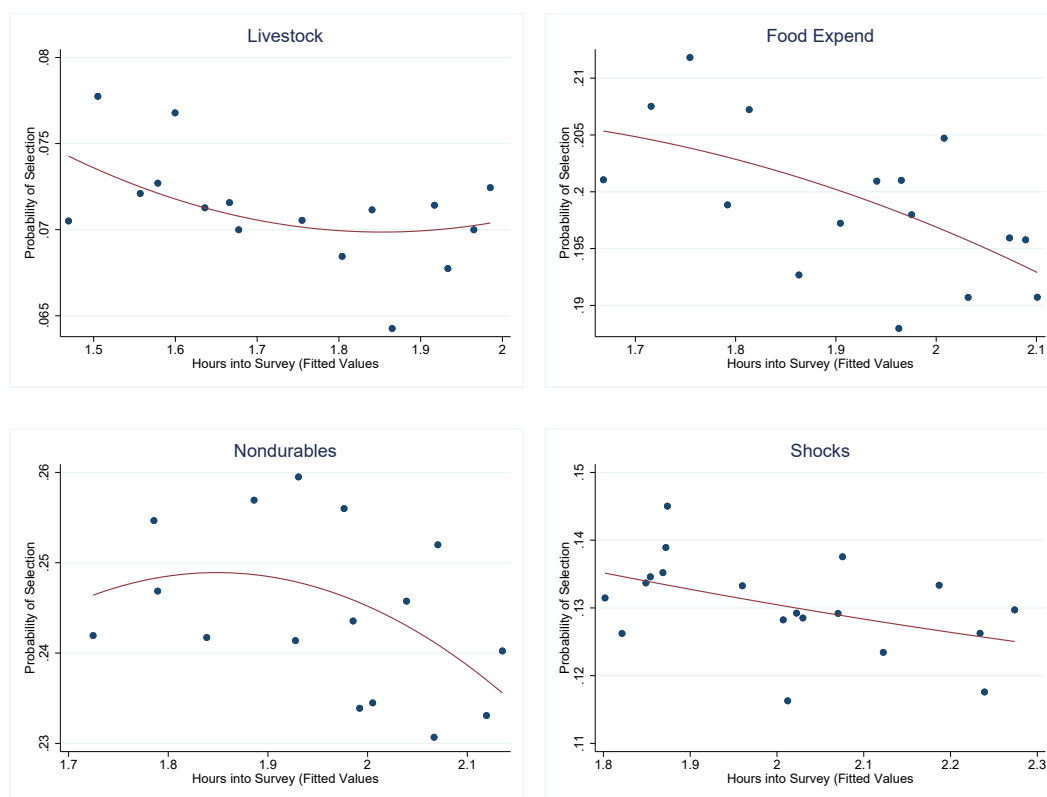 Livestock
Probability of Selection
.08
.075
.07
.065
1.5 1.6 1.7 1.8 1.9 2
Hours into Survey (Fitted Values
Food Expend
Probability of Selection
.21
.205
.2
.195
.19
1.7 1.8 1.9 2 2.1
Hours into Survey (Fitted Values
Nondurables
Probability of Selection
.26
.25
.24
.23
1.7 1.8 1.9 2 2.1
Hours into Survey (Fitted Values
Shocks
Probability of Selection
.15
.14
.13
.12
.11
1.8 1.9 2 2.1 2.2 2.3
Hours into Survey (Fitted Values